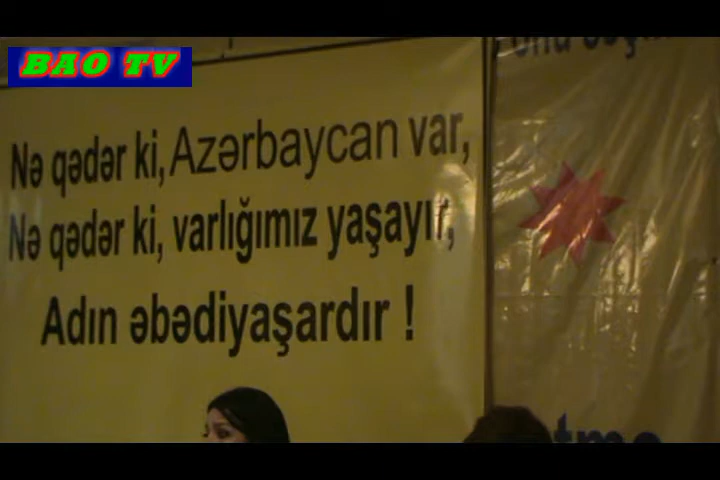 BAO TV
Nə qədər ki, Azərbaycan var,
Nə qədər ki, varlığımız yaşayır,
Adın əbədiyaşardır !